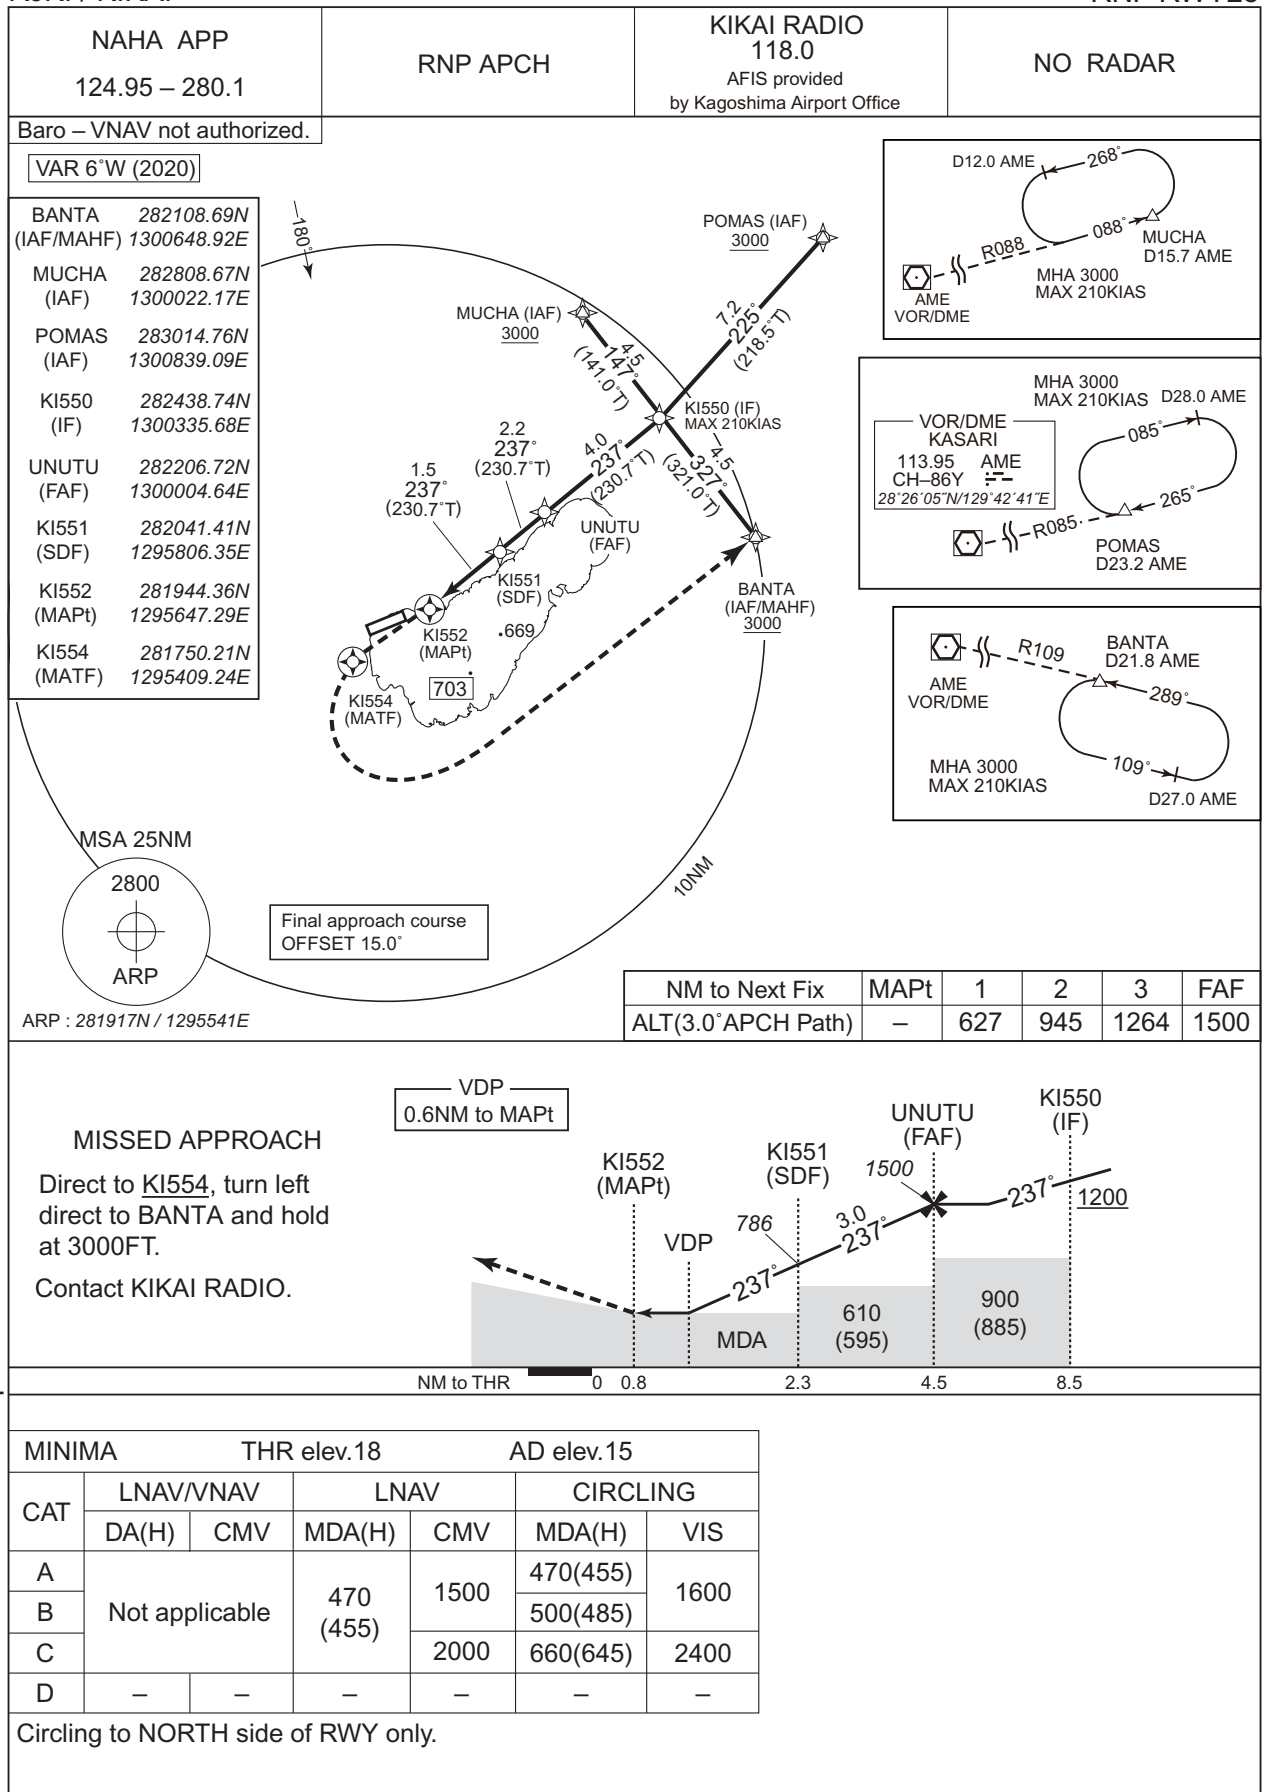 NAHA APP
124.95 – 280.1
RNP APCH
KIKAI RADIO
118.0
AFIS provided
by Kagoshima Airport Office
NO RADAR
Baro – VNAV not authorized.
VAR 6˚W (2020)
BANTA 282108.69N
(IAF/MAHF) 1300648.92E
MUCHA 282808.67N
(IAF) 1300022.17E
POMAS 283014.76N
(IAF) 1300839.09E
KI550 282438.74N
(IF) 1300335.68E
UNUTU 282206.72N
(FAF) 1300004.64E
KI551 282041.41N
(SDF) 1295806.35E
KI552 281944.36N
(MAPt) 1295647.29E
KI554 281750.21N
(MATF) 1295409.24E
180˚
POMAS (IAF)
3000
MUCHA (IAF)
3000
7.2
225˚
(218.5˚T)
4.5
147˚
(141.0˚T)
KI550 (IF)
MAX 210KIAS
4.0
237˚
(230.7˚T)
4.5
327˚
(321.0˚T)
2.2
237˚
(230.7˚T)
1.5
237˚
(230.7˚T)
UNUTU
(FAF)
KI551
(SDF)
BANTA
(IAF/MAHF)
3000
KI552
(MAPt)
.669
703
KI554
(MATF)
10NM
D12.0 AME
268˚
088˚
R088
MUCHA
D15.7 AME
MHA 3000
MAX 210KIAS
AME
VOR/DME
MHA 3000
MAX 210KIAS
D28.0 AME
VOR/DME
KASARI
113.95 AME
CH–86Y
28˚26´05˝N/129˚42´41˝E
085˚
265˚
R085
POMAS
D23.2 AME
R109
BANTA
D21.8 AME
AME
VOR/DME
289˚
109˚
MHA 3000
MAX 210KIAS
D27.0 AME
MSA 25NM
2800
ARP
ARP : 281917N / 1295541E
Final approach course
OFFSET 15.0˚
NM to Next Fix MAPt 1 2 3 FAF
ALT(3.0˚APCH Path) – 627 945 1264 1500
VDP
0.6NM to MAPt
MISSED APPROACH
Direct to KI554, turn left
direct to BANTA and hold
at 3000FT.
Contact KIKAI RADIO.
KI552
(MAPt)
VDP
KI551
(SDF)
786
UNUTU
(FAF)
1500
KI550
(IF)
1200
237˚
3.0
237˚
237˚
MDA
610
(595)
900
(885)
NM to THR 0 0.8 2.3 4.5 8.5
MINIMA THR elev.18 AD elev.15
CAT LNAV/VNAV LNAV CIRCLING
DA(H) CMV MDA(H) CMV MDA(H) VIS
A Not applicable 470 (455) 1500 470(455) 1600
B 500(485)
C 2000 660(645) 2400
D – – – – – –
Circling to NORTH side of RWY only.